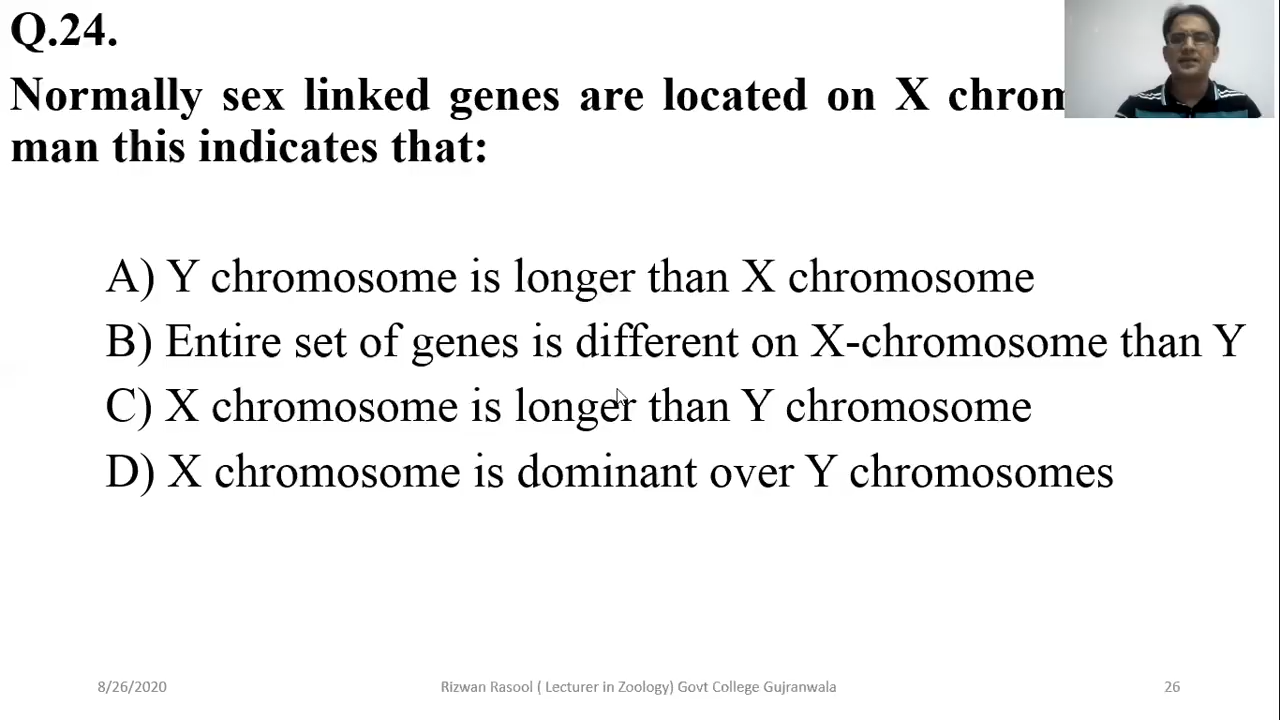 Q.24.
Normally sex linked genes are located on X chrom
man this indicates that:
A) Y chromosome is longer than X chromosome
B) Entire set of genes is different on X-chromosome than Y
C) X chromosome is longer than Y chromosome
D) X chromosome is dominant over Y chromosomes
8/26/2020 Rizwan Rasool ( Lecturer in Zoology) Govt College Gujranwala 26